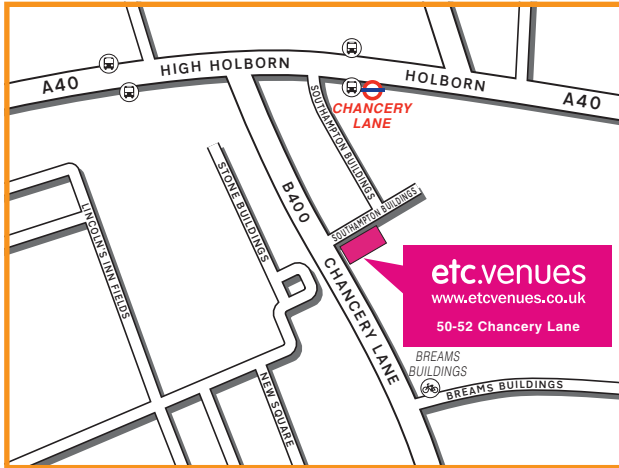 HIGH HOLBORN
A40
HOLBORN
A40
CHANCERY
LANE
SOUTHAMPTON BUILDINGS
STONE BUILDINGS
B400
SOUTHAMPTON BUILDINGS
LINCOLN'S INN FIELDS
CHANCERY LANE
etc.venues
www.etcvenues.co.uk
50-52 Chancery Lane
BREAMS
BUILDINGS
BREAMS BUILDINGS
NEW SQUARE